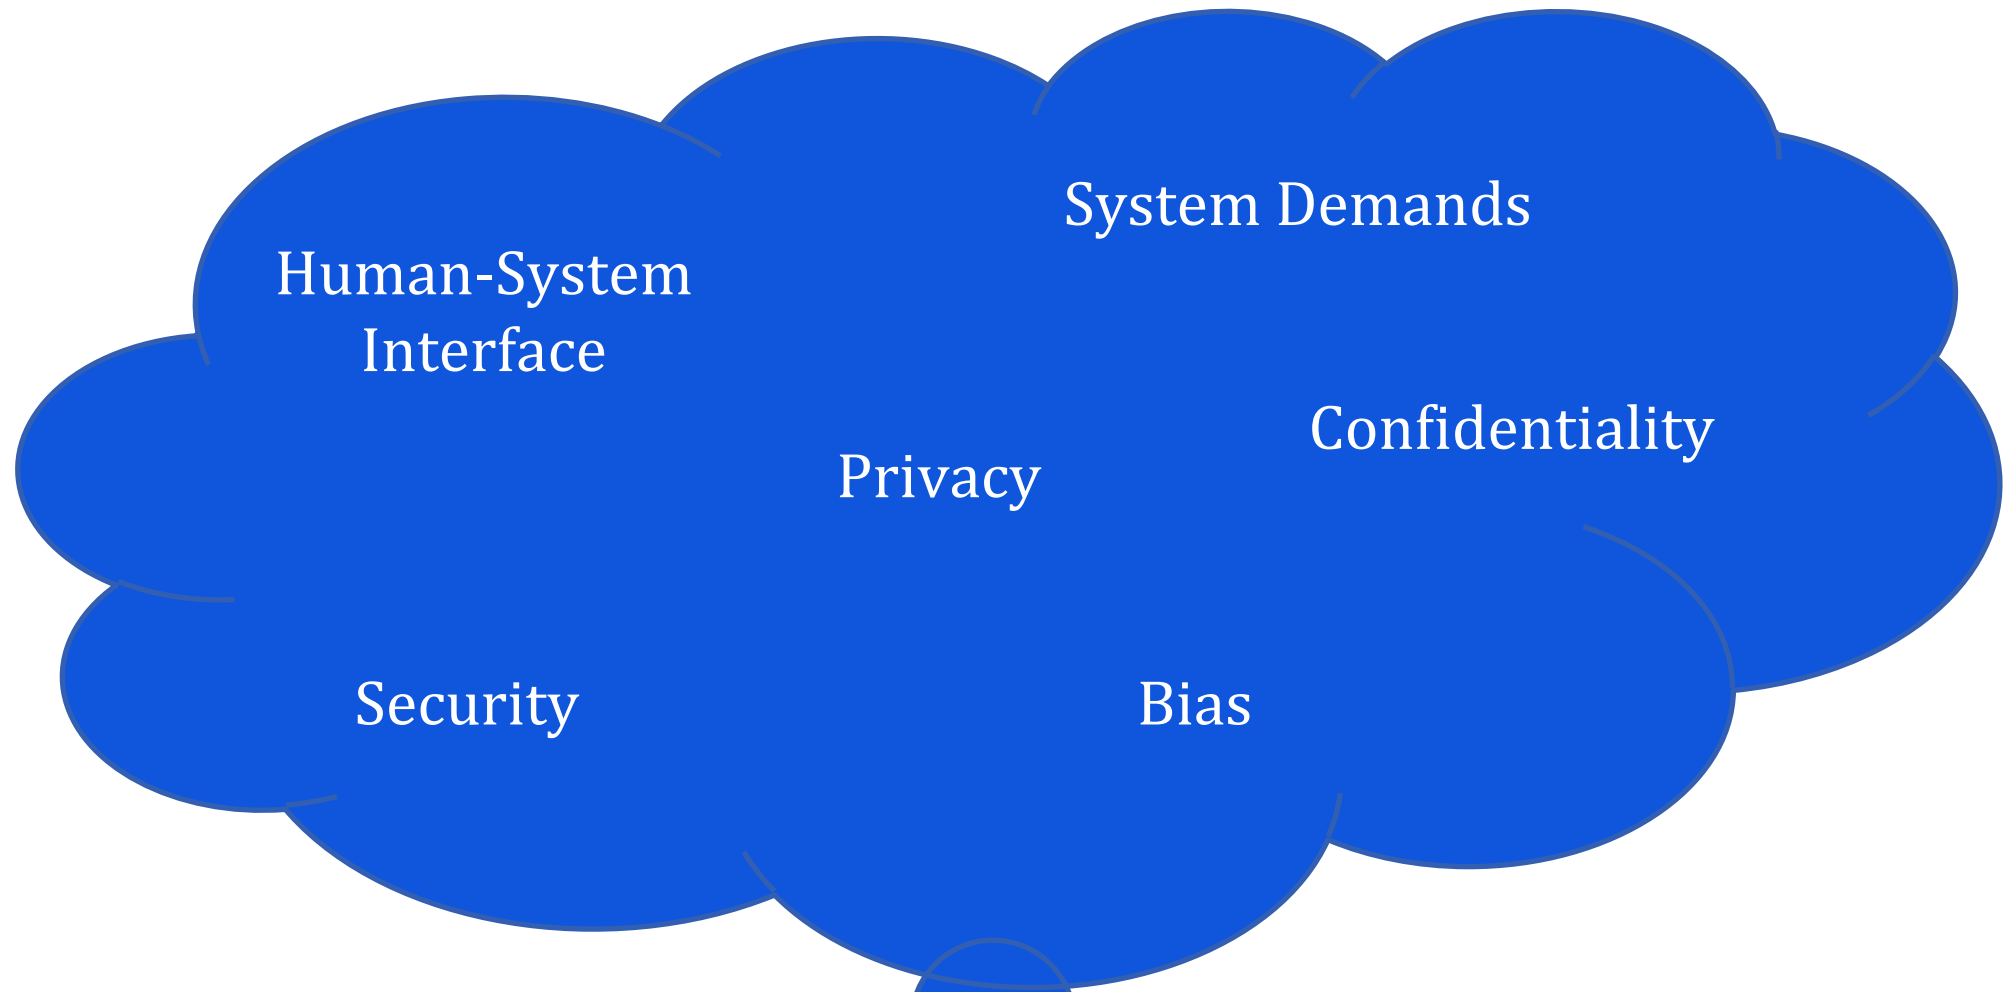 System Demands
Human-System
Interface
Confidentiality
Privacy
Security
Bias